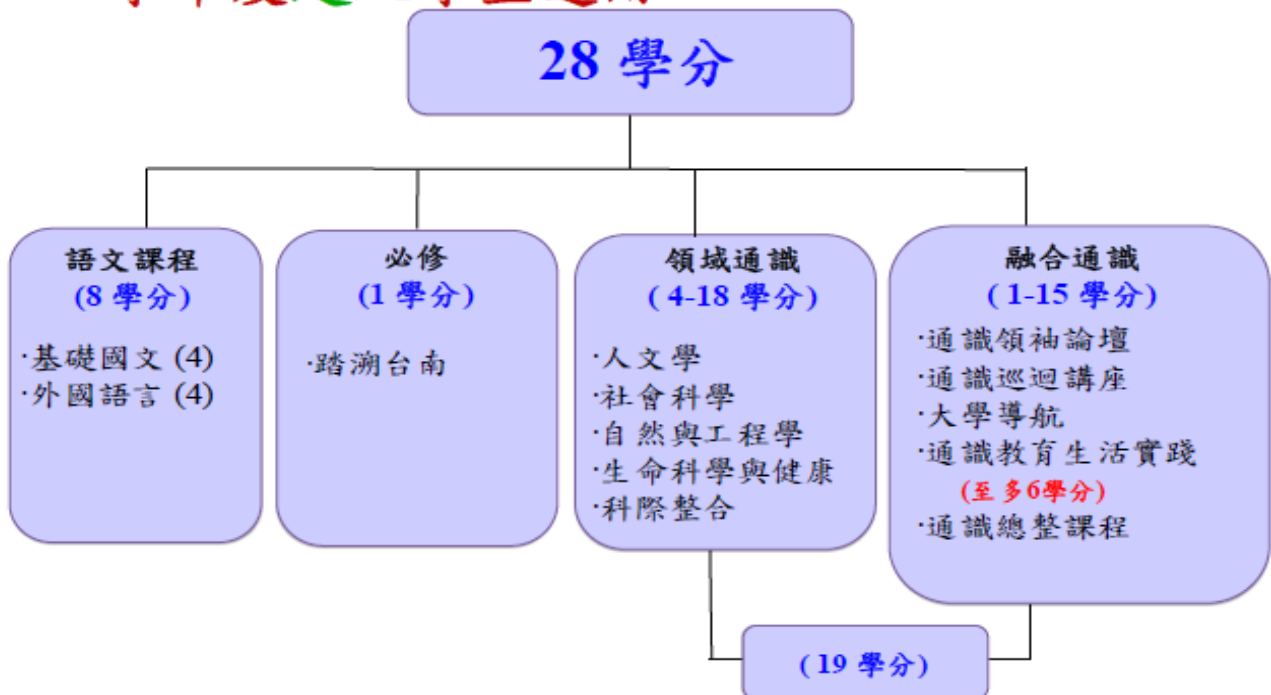 28 學分
語文課程
(8 學分)
·基礎國文 (4)
·外國語言 (4)
必修
(1 學分)
·踏溯台南
領域通識
( 4-18 學分)
·人文學
·社會科學
·自然與工程學
·生命科學與健康
·科際整合
融合通識
( 1-15 學分)
·通識領袖論壇
·通識巡迴講座
·大學導航
·通識教育生活實踐
(至多6學分)
·通識總整課程
( 19 學分)